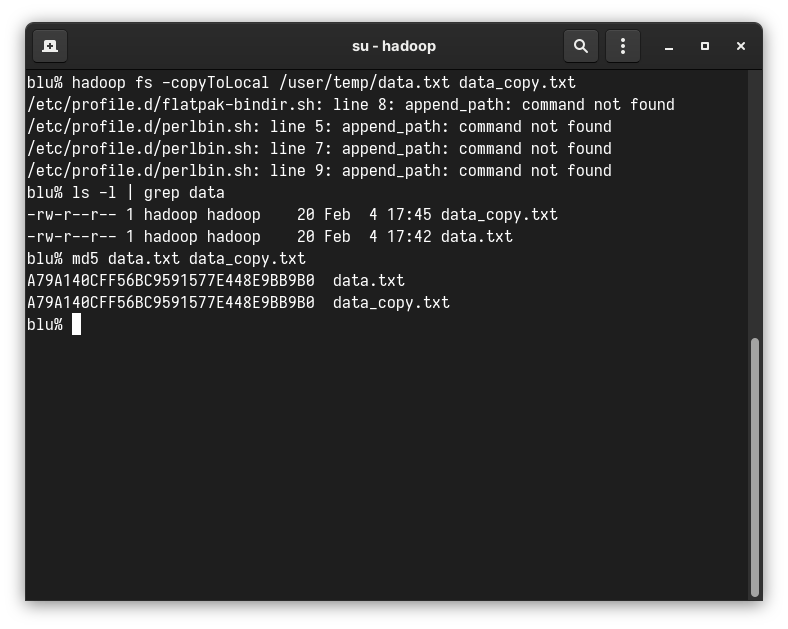 su - hadoop
blu% hadoop fs -copyToLocal /user/temp/data.txt data_copy.txt
/etc/profile.d/flatpak-bindir.sh: line 8: append_path: command not found
/etc/profile.d/perlbin.sh: line 5: append_path: command not found
/etc/profile.d/perlbin.sh: line 7: append_path: command not found
/etc/profile.d/perlbin.sh: line 9: append_path: command not found
blu% ls -l | grep data
-rw-r--r-- 1 hadoop hadoop    20 Feb  4 17:45 data_copy.txt
-rw-r--r-- 1 hadoop hadoop    20 Feb  4 17:42 data.txt
blu% md5 data.txt data_copy.txt
A79A140CFF56BC9591577E448E9BB9B0  data.txt
A79A140CFF56BC9591577E448E9BB9B0  data_copy.txt
blu%